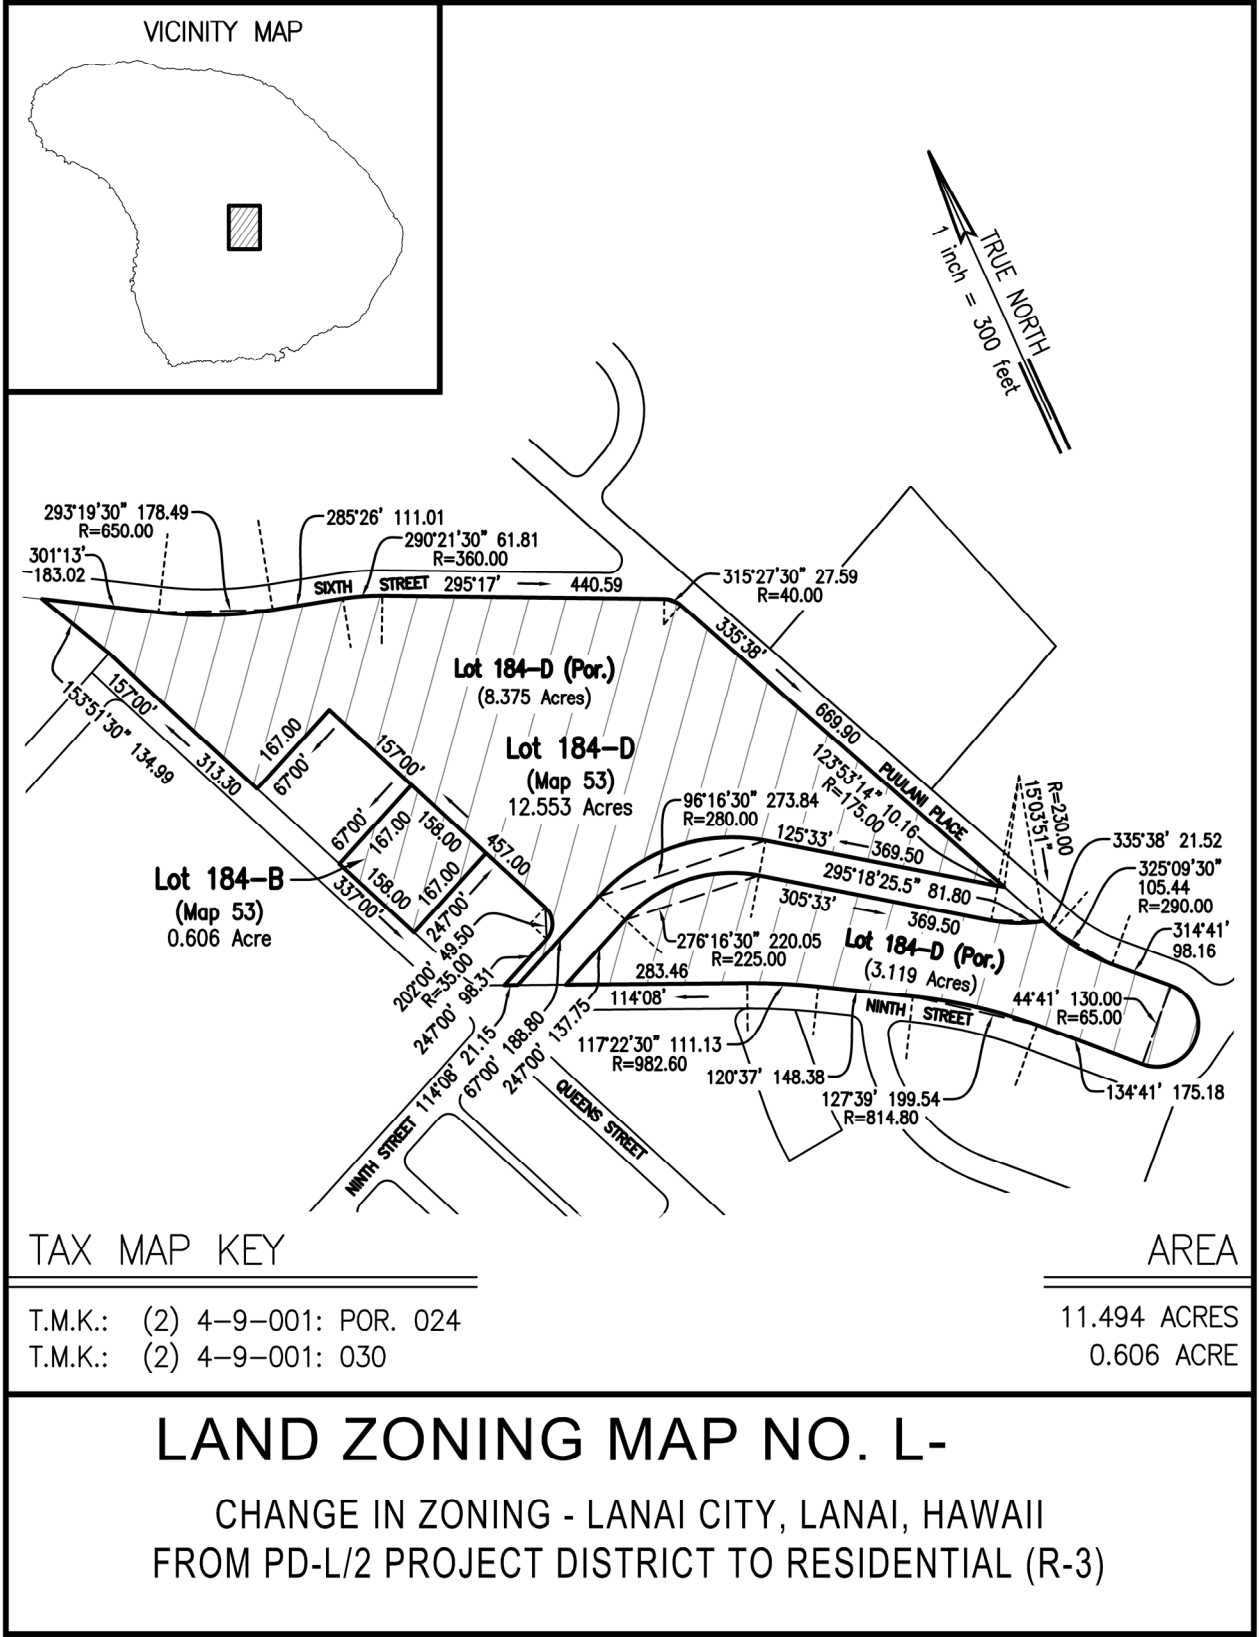 VICINITY MAP
TRUE NORTH
1 inch = 300 feet
293°19'30" 178.49
R=650.00
285°26' 111.01
290°21'30" 61.81
R=360.00
301°13'
183.02
SIXTH STREET 295°17' 440.59
315°27'30" 27.59
R=40.00
335°38'
669.90
PUULANI PLACE
Lot 184-D (Por.)
(8.375 Acres)
157°00'
313.30
153°51'30" 134.99
167.00
67°00'
157°00'
457.00
Lot 184-D
(Map 53)
12.553 Acres
123°53'14" 10.16
R=175.00
96°16'30" 273.84
R=280.00
125°33' 369.50
295°18'25.5" 81.80
305°33' 369.50
R=230.00
15°03'51"
335°38' 21.52
325°09'30"
105.44
R=290.00
314°41'
98.16
67°00'
167.00
158.00
158.00
167.00
247°00'
337°00'
Lot 184-B
(Map 53)
0.606 Acre
202°00' 49.50
R=35.00
247°00' 98.31
276°16'30" 220.05
R=225.00
Lot 184-D (Por.)
(3.119 Acres)
283.46
114°08'
44°41' 130.00
R=65.00
NINTH STREET
114°08' 21.15
67°00' 188.80
247°00' 137.75
117°22'30" 111.13
R=982.60
120°37' 148.38
127°39' 199.54
R=814.80
134°41' 175.18
NINTH STREET
QUEENS STREET
TAX MAP KEY
AREA
T.M.K.: (2) 4-9-001: POR. 024
11.494 ACRES
T.M.K.: (2) 4-9-001: 030
0.606 ACRE
LAND ZONING MAP NO. L-
CHANGE IN ZONING - LANAI CITY, LANAI, HAWAII
FROM PD-L/2 PROJECT DISTRICT TO RESIDENTIAL (R-3)